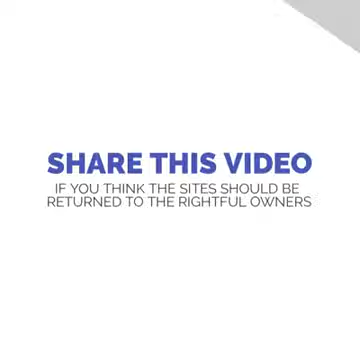 SHARE THIS VIDEO
IF YOU THINK THE SITES SHOULD BE
RETURNED TO THE RIGHTFUL OWNERS